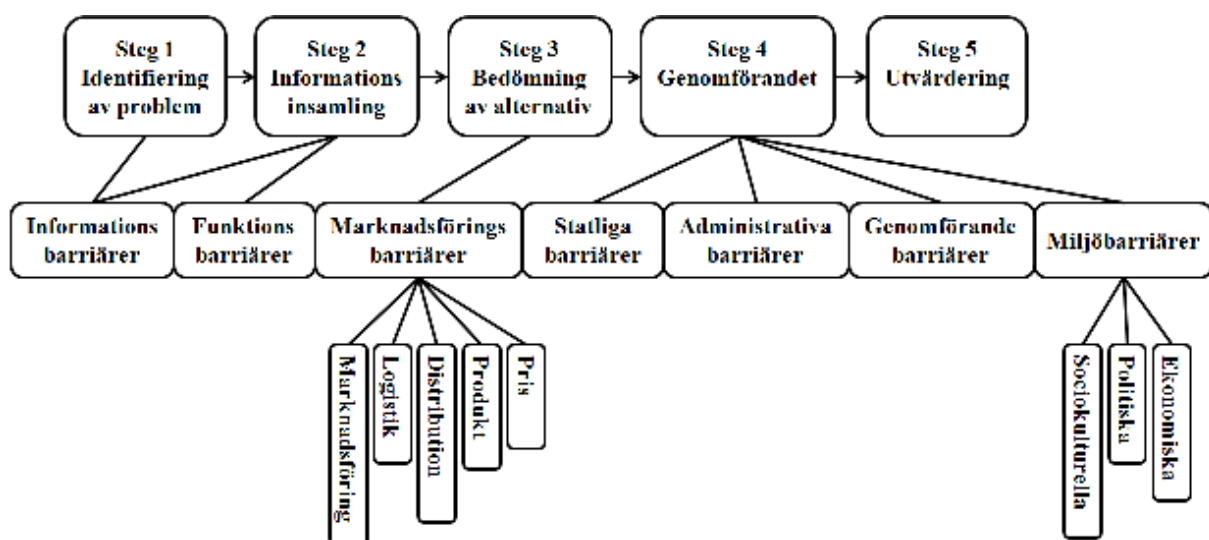 Steg 1
Identifiering
av problem
Steg 2
Informations
insamling
Steg 3
Bedömning
av alternativ
Steg 4
Genomförandet
Steg 5
Utvärdering
Informations
barriärer
Funktions
barriärer
Marknadsförings
barriärer
Statliga
barriärer
Administrativa
barriärer
Genomförande
barriärer
Miljöbarriärer
Marknadsföring
Logistik
Distribution
Produkt
Pris
Sociokulturella
Politiska
Ekonomiska